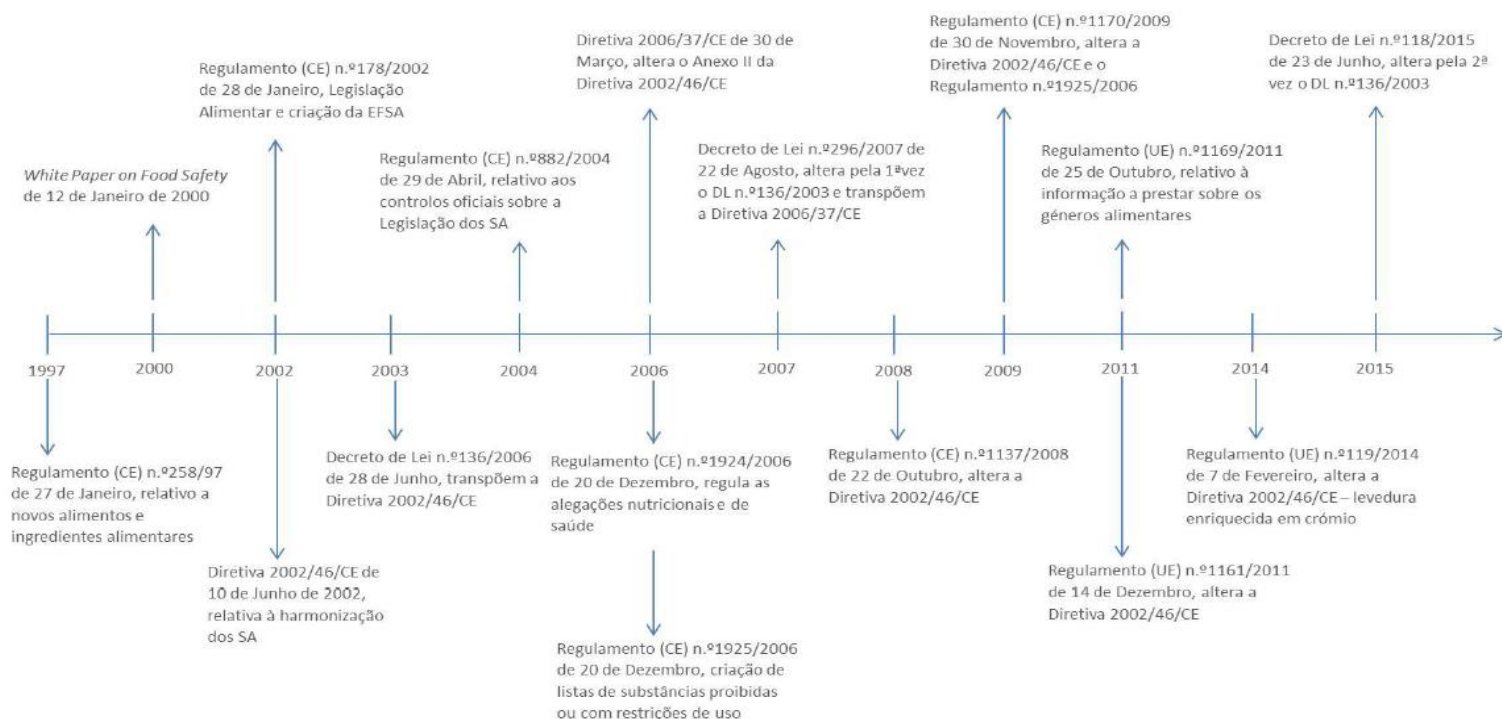 Regulamento (CE) n.º1170/2009
de 30 de Novembro, altera a
Diretiva 2002/46/CE e o
Regulamento nº1925/2006
Diretiva 2006/37/CE de 30 de
Março, altera o Anexo II da
Diretiva 2002/46/CE
Decreto de Lei n.º118/2015
de 23 de Junho, altera pela 2ª
vez o DL n.º136/2003
Regulamento (CE) n.º178/2002
de 28 de Janeiro, Legislação
Alimentar e criação da EFSA
Decreto de Lei n.º296/2007 de
22 de Agosto, altera pela 1ªvez
o DL n.º136/2003 e transpõem
a Diretiva 2006/37/CE
Regulamento (UE) n.º1169/2011
de 25 de Outubro, relativo à
informação a prestar sobre os
géneros alimentares
Regulamento (CE) n.º882/2004
de 29 de Abril, relativo aos
controlos oficiais sobre a
Legislação dos SA
White Paper on Food Safety
de 12 de Janeiro de 2000
1997
2000
2002
2003
2004
2006
2007
2008
2009
2011
2014
2015
Regulamento (CE) n.º258/97
de 27 de Janeiro, relativo a
novos alimentos e
ingredientes alimentares
Decreto de Lei n.º136/2006
de 28 de Junho, transpõem a
Diretiva 2002/46/CE
Regulamento (CE) n.º1924/2006
de 20 de Dezembro, regula as
alegações nutricionais e de
saúde
Regulamento (CE) n.º1137/2008
de 22 de Outubro, altera a
Diretiva 2002/46/CE
Regulamento (UE) n.º119/2014
de 7 de Fevereiro, altera a
Diretiva 2002/46/CE – levedura
enriquecida em crómio
Diretiva 2002/46/CE de
10 de Junho de 2002,
relativa à harmonização
dos SA
Regulamento (UE) n.º1161/2011
de 14 de Dezembro, altera a
Diretiva 2002/46/CE
Regulamento (CE) n.º1925/2006
de 20 de Dezembro, criação de
listas de substâncias proibidas
ou com restrições de uso